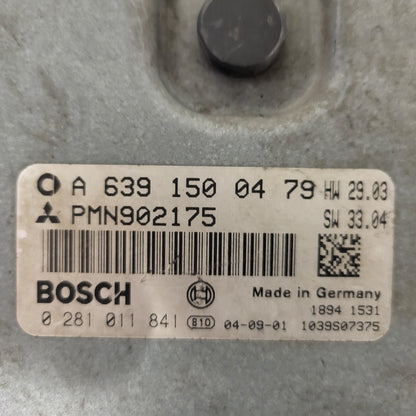 A 639 150 04 79 HW 29.03
PMN902175 SW 33.04
BOSCH Made in Germany
1894 1531
0 281 011 841 B10 04-09-01 1039S07375